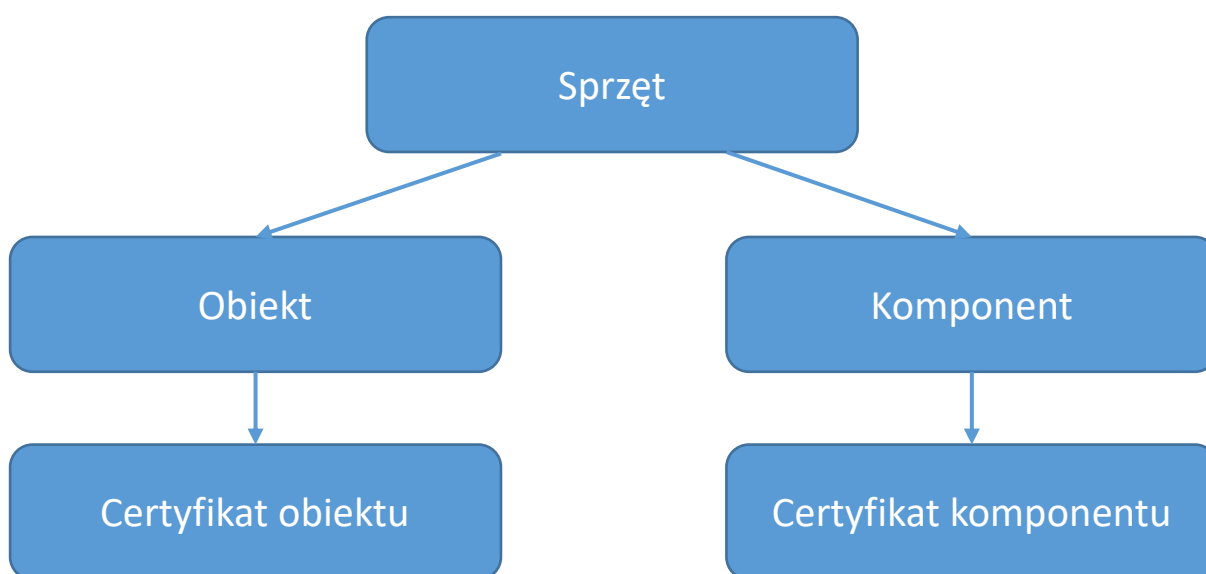 Sprzęt
Obiekt
Komponent
Certyfikat obiektu
Certyfikat komponentu